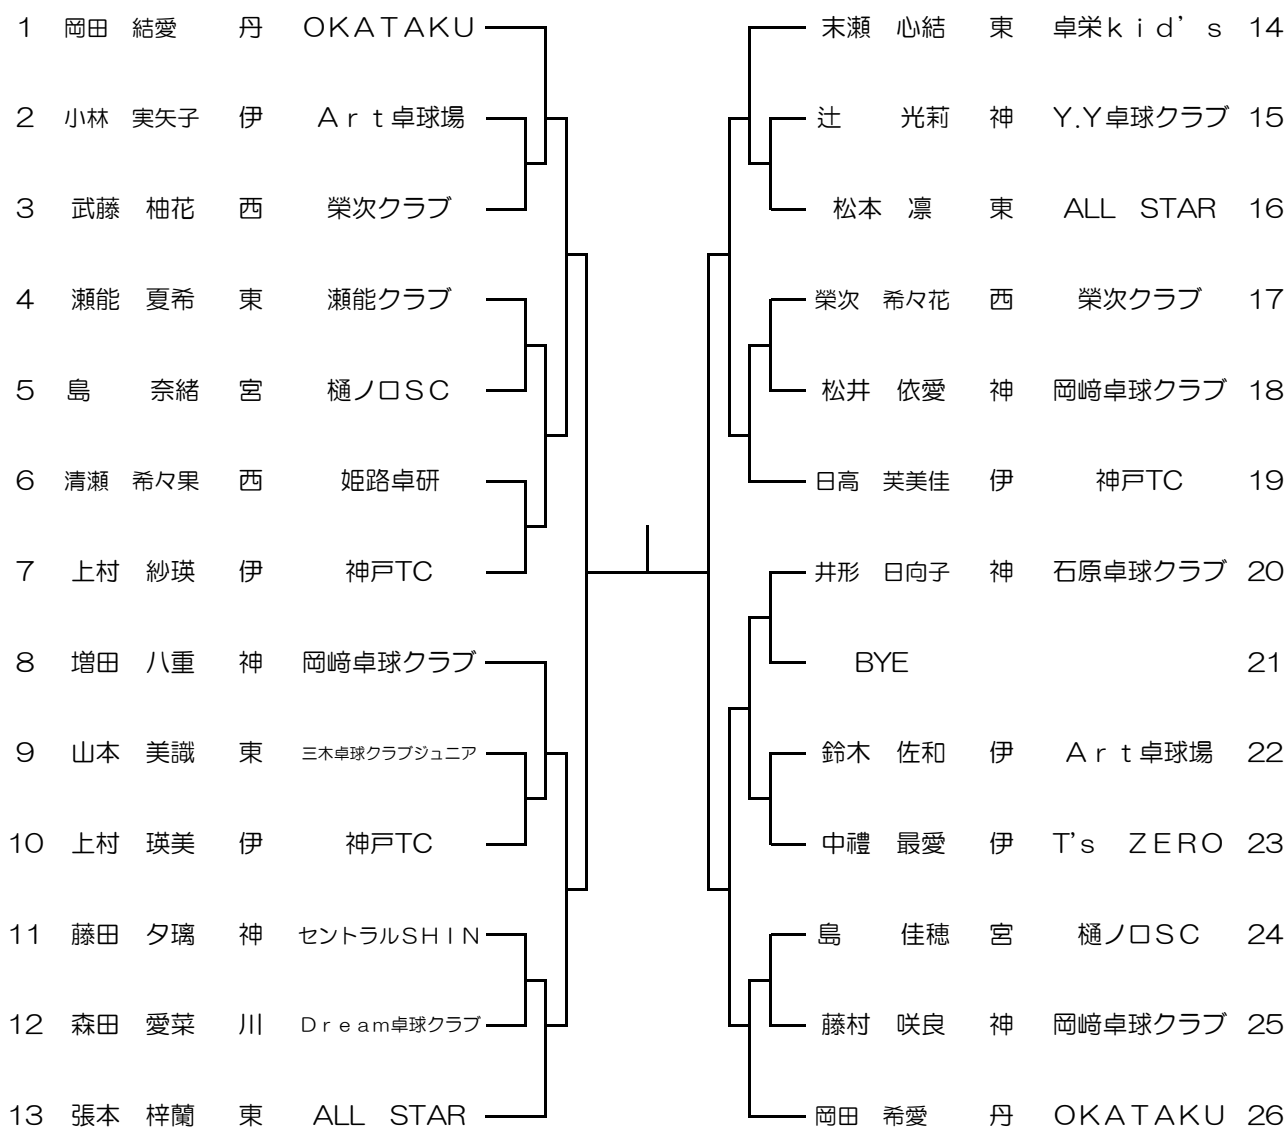 1 岡田 結愛 丹 OKATAKU
2 小林 実矢子 伊 Art卓球場
3 武藤 柚花 西 榮次クラブ
4 瀬能 夏希 東 瀬能クラブ
5 島 奈緒 宮 樋ノ口SC
6 清瀬 希々果 西 姫路卓研
7 上村 紗瑛 伊 神戸TC
8 増田 八重 神 岡﨑卓球クラブ
9 山本 美識 東 三木卓球クラブジュニア
10 上村 瑛美 伊 神戸TC
11 藤田 夕璃 神 セントラルSHIN
12 森田 愛菜 川 Dream卓球クラブ
13 張本 梓蘭 東 ALL STAR
末瀬 心結 東 卓栄kid's 14
辻 光莉 神 Y.Y卓球クラブ 15
松本 凛 東 ALL STAR 16
榮次 希々花 西 榮次クラブ 17
松井 依愛 神 岡﨑卓球クラブ 18
日高 芙美佳 伊 神戸TC 19
井形 日向子 神 石原卓球クラブ 20
BYE 21
鈴木 佐和 伊 Art卓球場 22
中禮 最愛 伊 T's ZERO 23
島 佳穂 宮 樋ノ口SC 24
藤村 咲良 神 岡﨑卓球クラブ 25
岡田 希愛 丹 OKATAKU 26